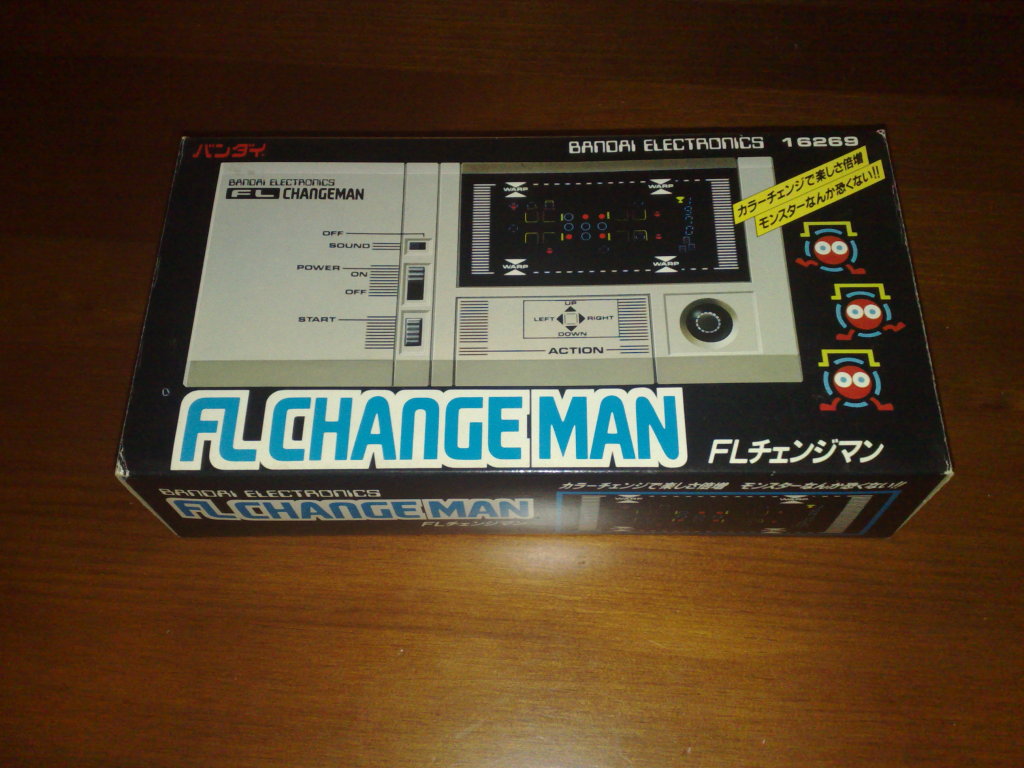 バンダイ
BANDAI ELECTRONICS 16269
カラーチェンジで楽しさ倍増
モンスターなんか恐くない!!
BANDAI ELECTRONICS
FL CHANGEMAN
OFF
SOUND
POWER
ON
OFF
START
WARP
WARP
WARP
WARP
UP
LEFT
RIGHT
DOWN
ACTION
FL CHANGE MAN
FLチェンジマン
BANDAI ELECTRONICS
FL CHANGE MAN
FLチェンジマン
カラーチェンジで楽しさ倍増 モンスターなんか恐くない!!